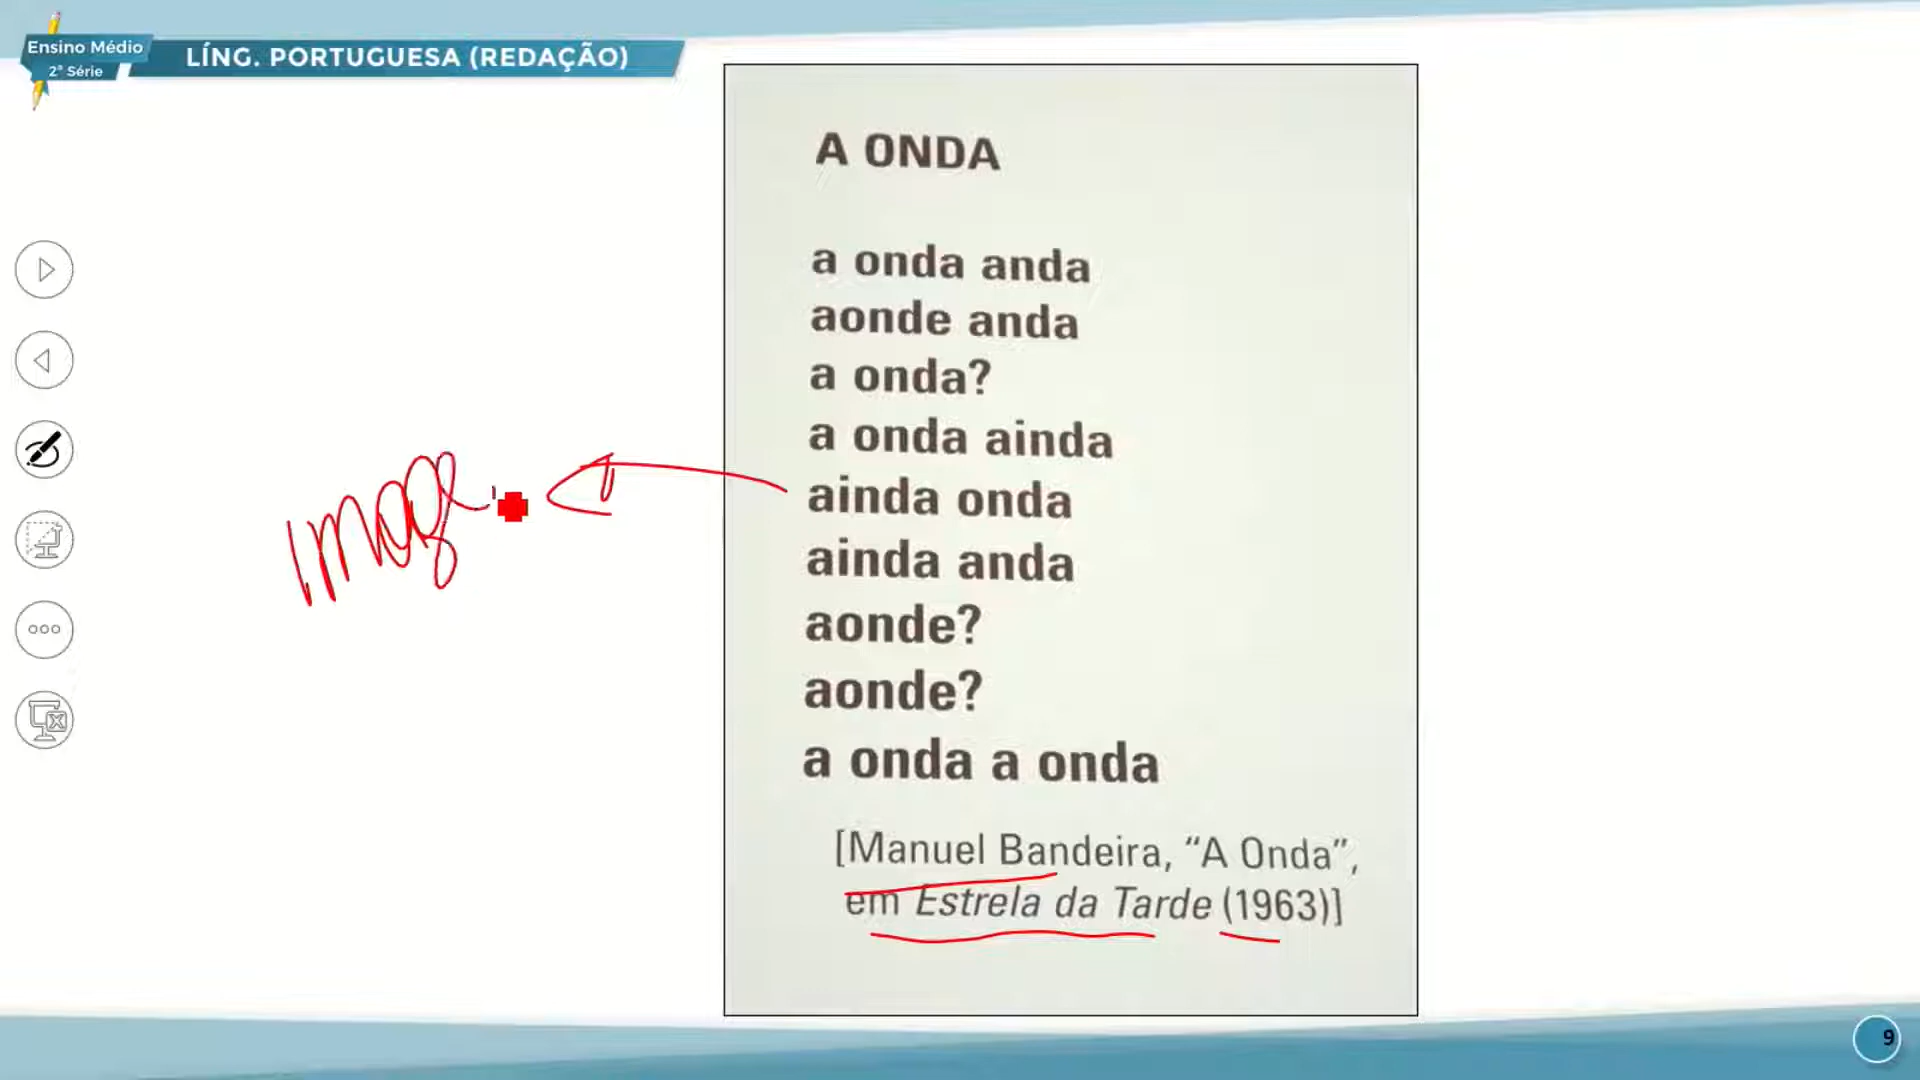 Ensino Médio
2ª Série
LÍNG. PORTUGUESA (REDAÇÃO)
A ONDA
a onda anda
aonde anda
a onda?
a onda ainda
ainda onda
ainda anda
aonde?
aonde?
a onda a onda
[Manuel Bandeira, “A Onda”,
em Estrela da Tarde (1963)]
image
9